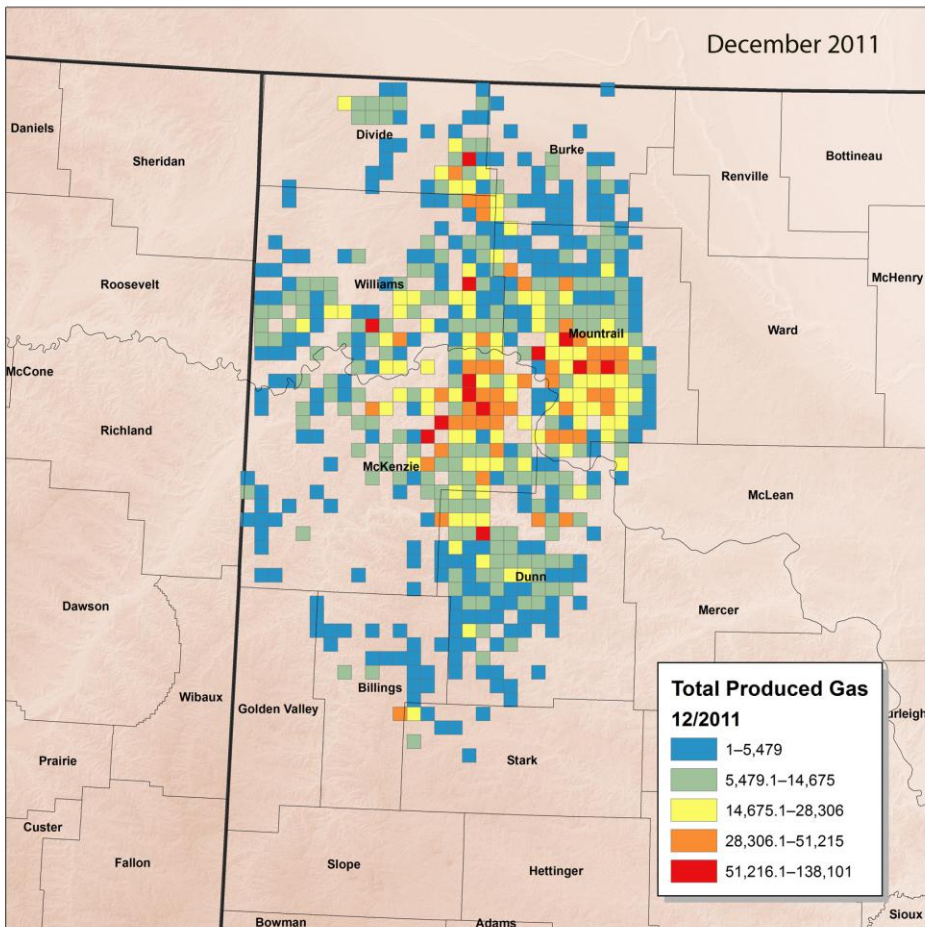 December 2011
Daniels
Sheridan
Divide
Burke
Renville
Bottineau
Roosevelt
Williams
McHenry
Mountrail
Ward
McCone
Richland
McKenzie
McLean
Dunn
Dawson
Mercer
Wibaux
Billings
Golden Valley
Prairie
Stark
Custer
Fallon
Slope
Hettinger
Bowman
Adams
Sioux
urleigh
Total Produced Gas
12/2011
1–5,479
5,479.1–14,675
14,675.1–28,306
28,306.1–51,215
51,216.1–138,101